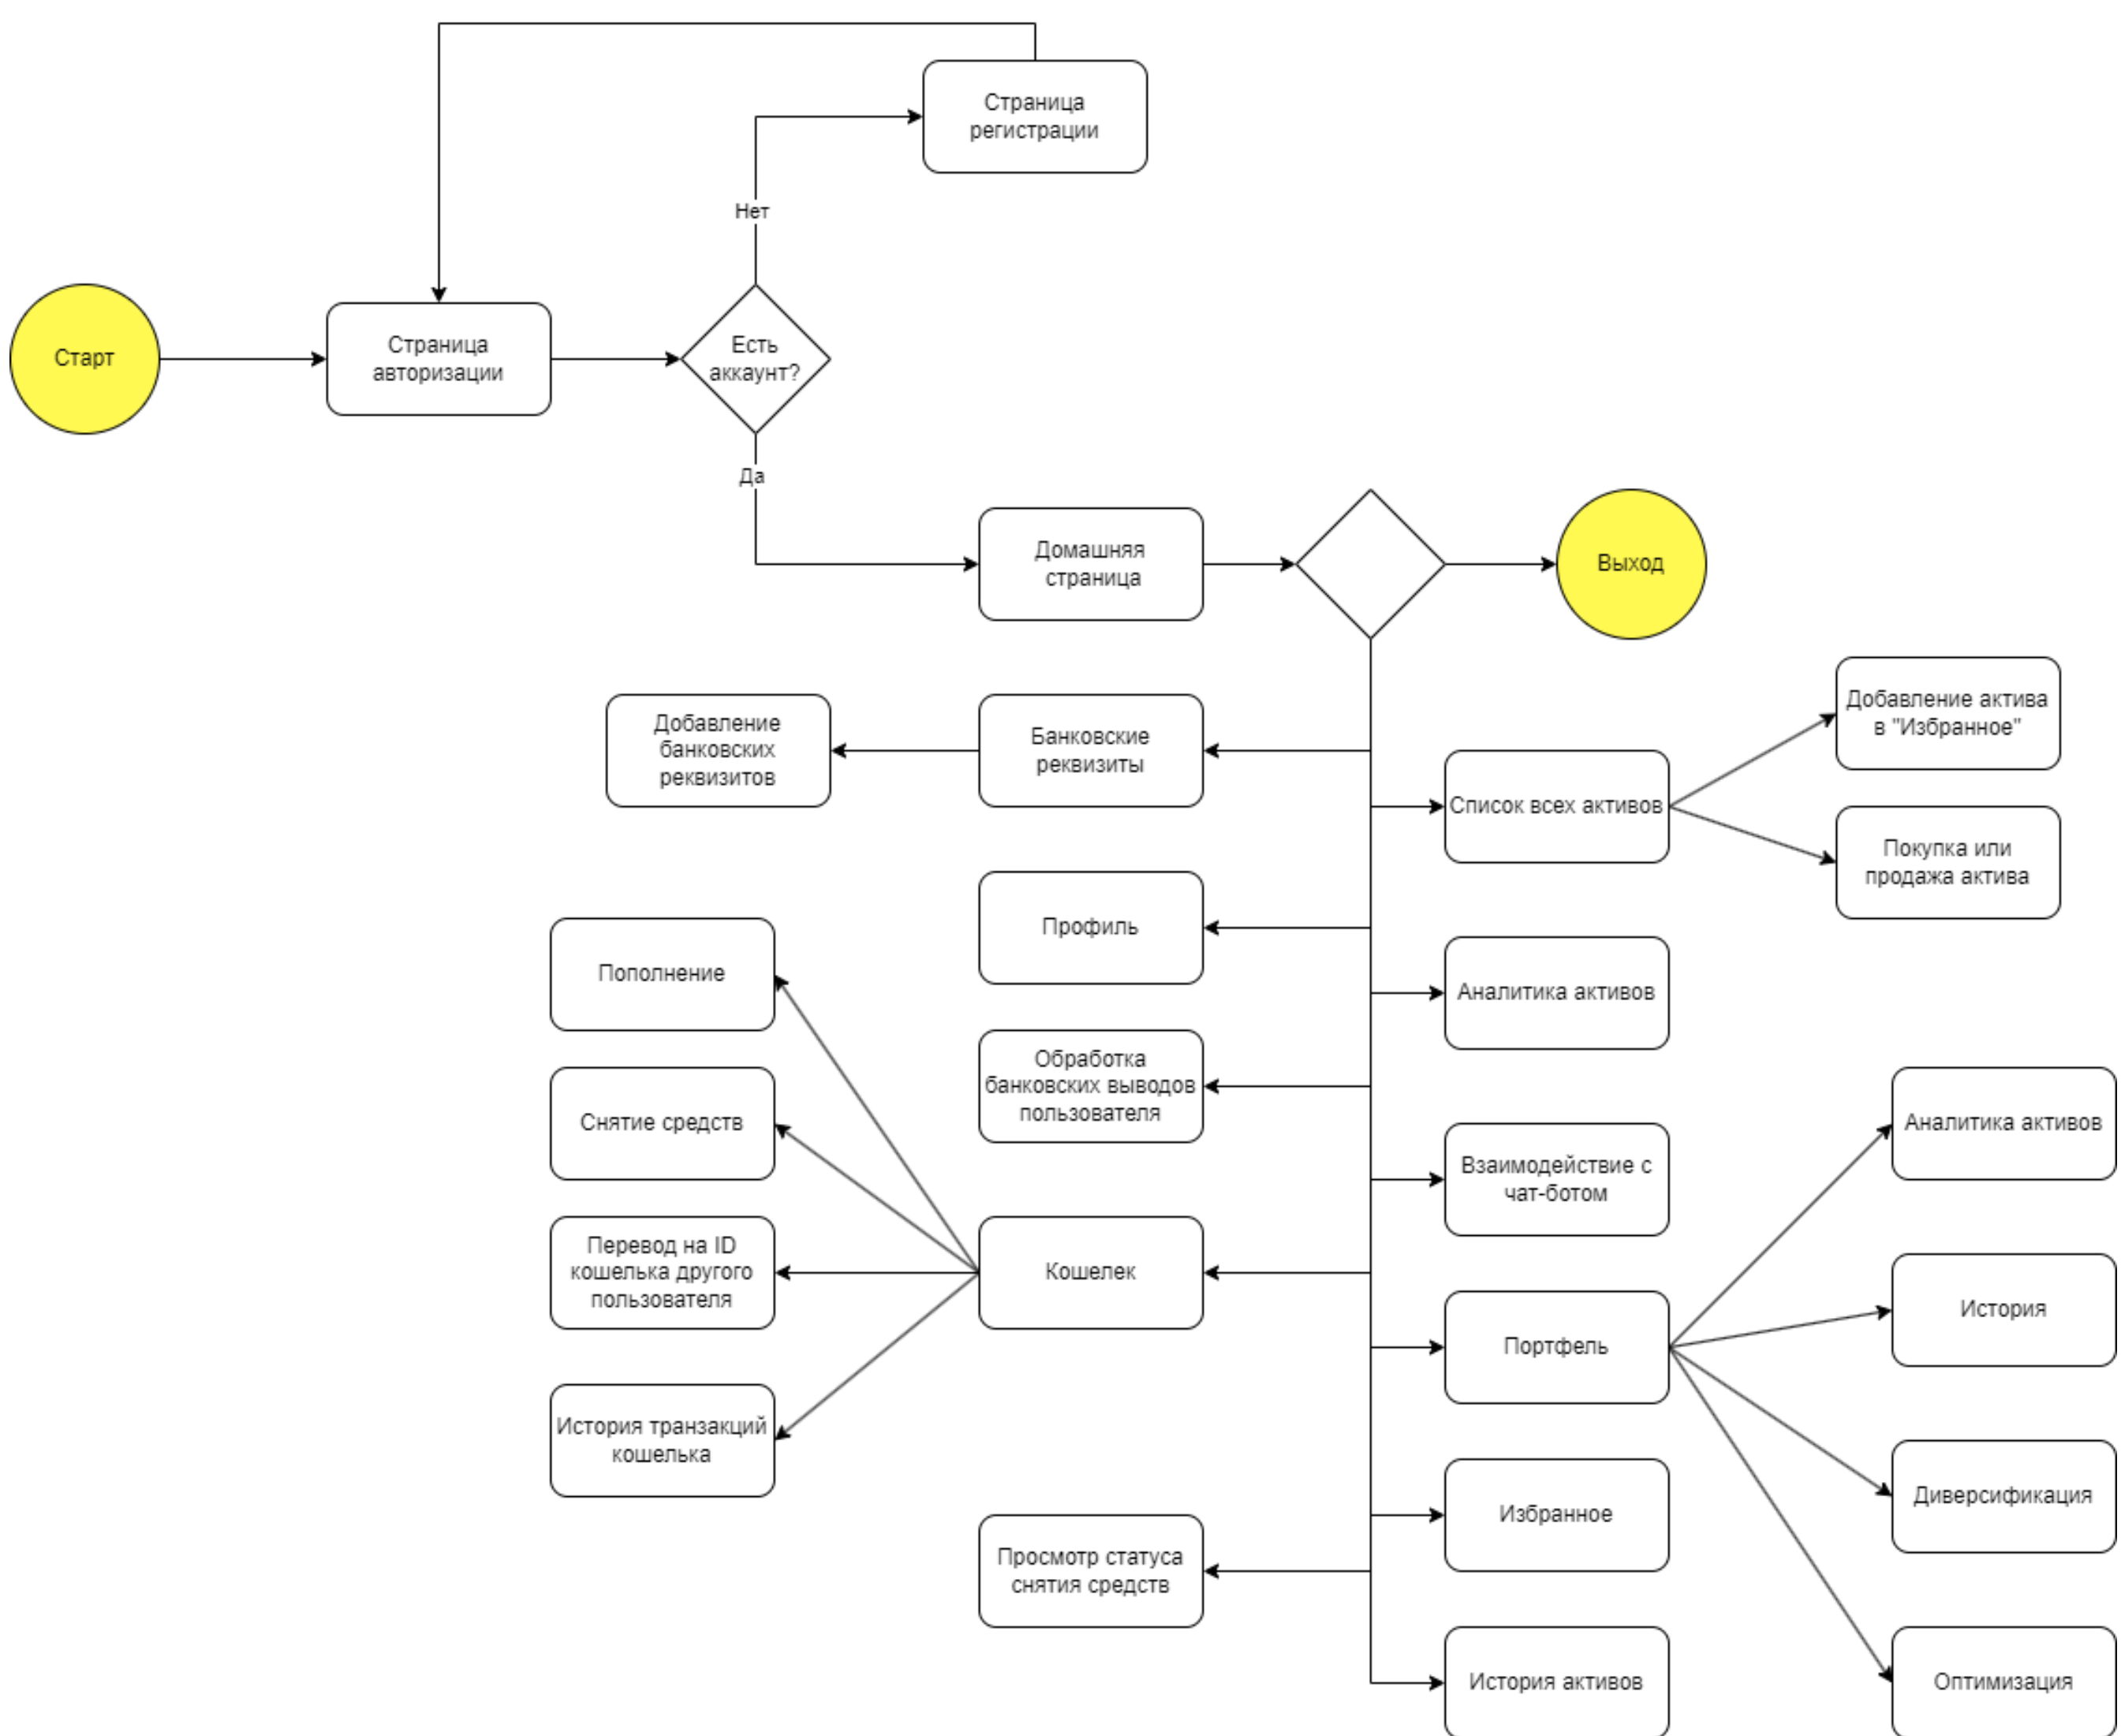 Страница
регистрации
Нет
Старт
Страница
авторизации
Есть
аккаунт?
Да
Домашняя
страница
Выход
Добавление
банковских
реквизитов
Банковские
реквизиты
Список всех активов
Добавление актива
в "Избранное"
Покупка или
продажа актива
Профиль
Пополнение
Аналитика активов
Обработка
банковских выводов
пользователя
Снятие средств
Взаимодействие с
чат-ботом
Аналитика активов
Перевод на ID
кошелька другого
пользователя
Кошелек
Портфель
История
История транзакций
кошелька
Избранное
Диверсификация
Просмотр статуса
снятия средств
История активов
Оптимизация